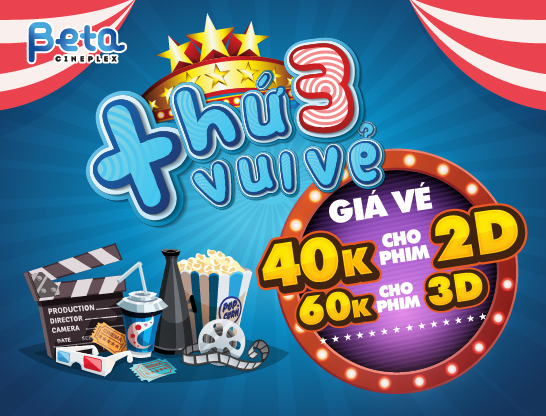 Beta
CINEPLEX
thứ 3
vui vẻ
GIÁ VÉ
40K CHO PHIM 2D
60K CHO PHIM 3D
PRODUCTION
DIRECTOR
CAMERA
DATE
POP CORN